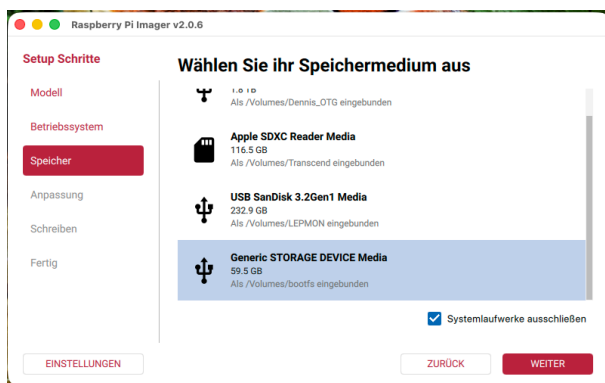 Raspberry Pi Imager v2.0.6
Setup Schritte
Modell
Betriebssystem
Speicher
Anpassung
Schreiben
Fertig
Wählen Sie ihr Speichermedium aus
1.8 TB
Als /Volumes/Dennis_OTG eingebunden
Apple SDXC Reader Media
116.5 GB
Als /Volumes/Transcend eingebunden
USB SanDisk 3.2Gen1 Media
232.9 GB
Als /Volumes/LEPMON eingebunden
Generic STORAGE DEVICE Media
59.5 GB
Als /Volumes/bootfs eingebunden
Systemlaufwerke ausschließen
EINSTELLUNGEN
ZURÜCK
WEITER